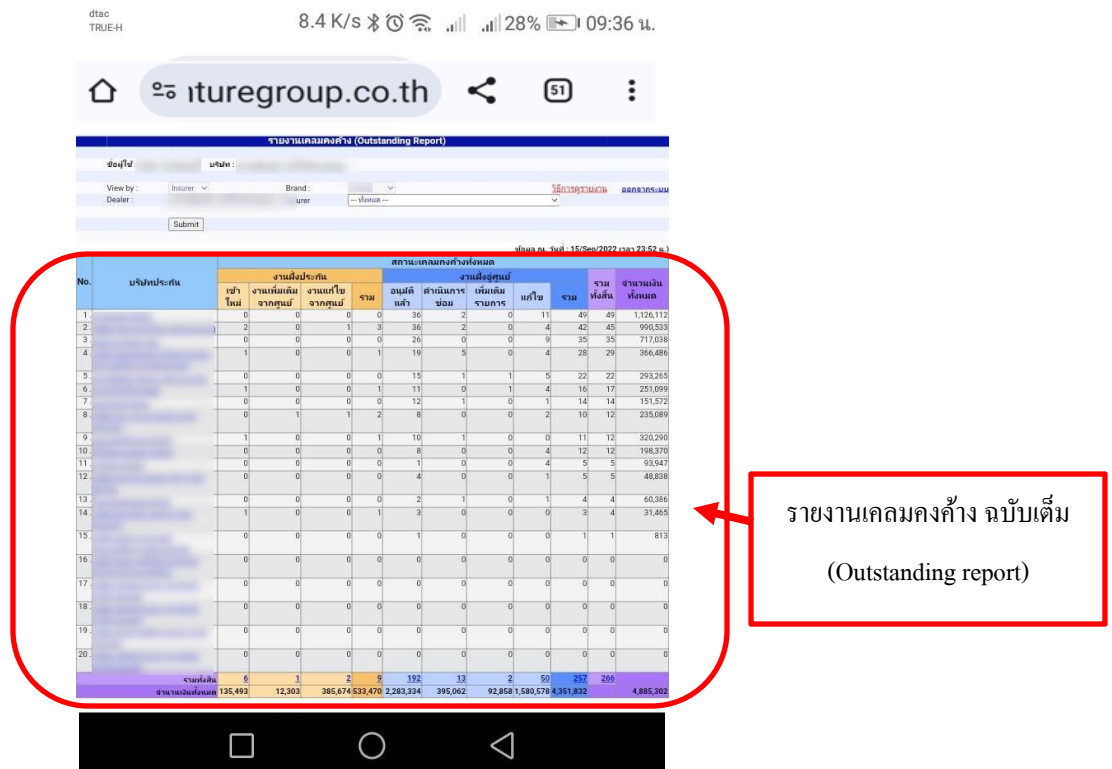 dtac
TRUE-H
8.4 K/s 28% 09:36 น.
ıturegroup.co.th 51
รายงานเคลมคงค้าง (Outstanding Report)
ชื่อผู้ใช้ บริษัท :
View by : Insurer Brand : วิธีการดูรายงาน ออกจากระบบ
Dealer : urer -- ทั้งหมด --
Submit
ข้อมูล ณ. วันที่ : 15/Sep/2022 เวลา 23:52 น.)
สถานะเคลมคงค้างทั้งหมด
No. บริษัทประกัน งานฝั่งประกัน งานฝั่งอู่ศูนย์ รวมทั้งสิ้น จำนวนเงินทั้งหมด
เข้าใหม่ งานเพิ่มเติมจากศูนย์ งานแก้ไขจากศูนย์ รวม อนุมัติแล้ว ดำเนินการซ่อม เพิ่มเติมรายการ แก้ไข รวม
1 . 0 0 0 0 36 2 0 11 49 49 1,126,112
2 . 2 0 1 3 36 2 0 4 42 45 990,533
3 . 0 0 0 0 26 0 0 9 35 35 717,038
4 . 1 0 0 1 19 5 0 4 28 29 366,486
5 . 0 0 0 0 15 1 1 5 22 22 293,265
6 . 1 0 0 1 11 0 1 4 16 17 251,099
7 . 0 0 0 0 12 1 0 1 14 14 151,572
8 . 0 1 1 2 8 0 0 2 10 12 235,089
9 . 1 0 0 1 10 1 0 0 11 12 320,290
10 . 0 0 0 0 8 0 0 4 12 12 198,370
11 . 0 0 0 0 1 0 0 4 5 5 93,947
12 . 0 0 0 0 4 0 0 1 5 5 48,838
13 . 0 0 0 0 2 1 0 1 4 4 60,386
14 . 1 0 0 1 3 0 0 0 3 4 31,465
15 . 0 0 0 0 1 0 0 0 1 1 813
16 . 0 0 0 0 0 0 0 0 0 0 0
17 . 0 0 0 0 0 0 0 0 0 0 0
18 . 0 0 0 0 0 0 0 0 0 0 0
19 . 0 0 0 0 0 0 0 0 0 0 0
20 . 0 0 0 0 0 0 0 0 0 0 0
รวมทั้งสิ้น 6 1 2 9 192 13 2 50 257 266
จำนวนเงินทั้งหมด 135,493 12,303 385,674 533,470 2,283,334 395,062 92,858 1,580,578 4,351,832 4,885,302
รายงานเคลมคงค้าง ฉบับเต็ม
(Outstanding report)